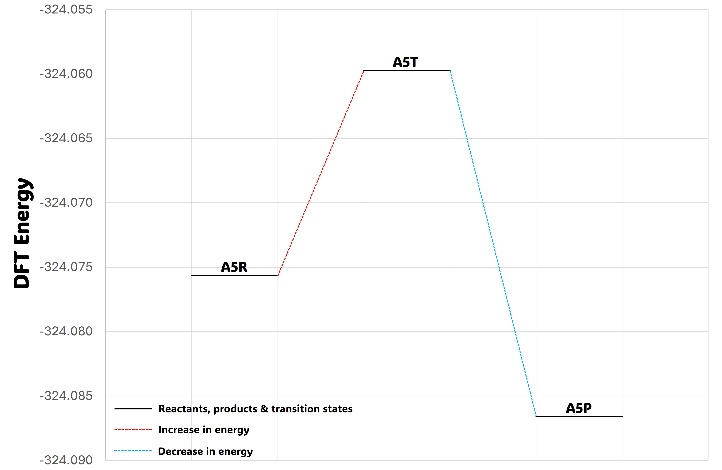 -324.055
-324.060
-324.065
-324.070
-324.075
-324.080
-324.085
-324.090
DFT Energy
A5R
A5T
A5P
Reactants, products & transition states
Increase in energy
Decrease in energy